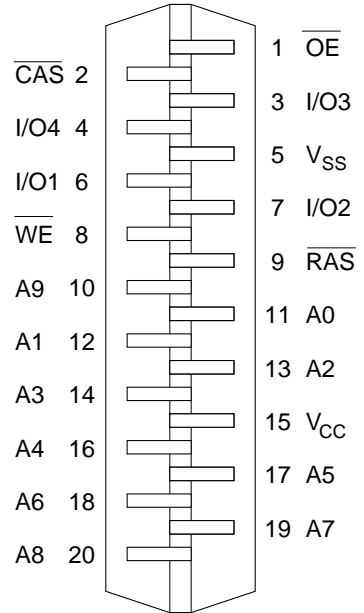 1 OE
CAS 2
3 I/O3
I/O4 4
5 VSS
I/O1 6
7 I/O2
WE 8
9 RAS
A9 10
11 A0
A1 12
13 A2
A3 14
15 VCC
A4 16
17 A5
A6 18
19 A7
A8 20